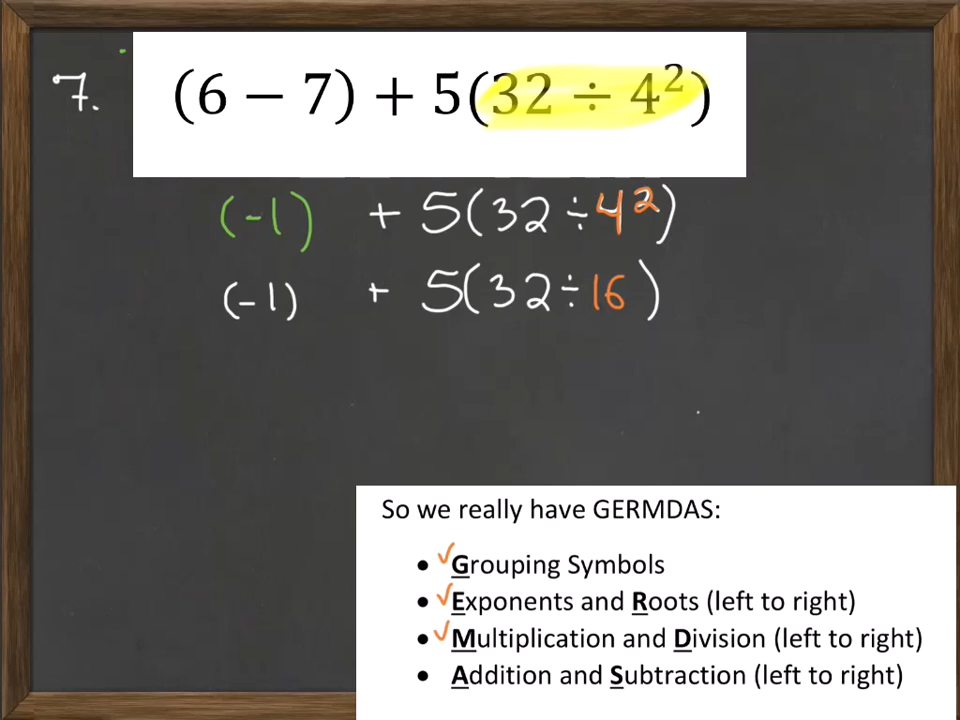 7. (6 − 7) + 5(32 ÷ 4²)
(-1) + 5(32 ÷ 4²)
(-1) + 5(32 ÷ 16)
So we really have GERMDAS:
• ✓Grouping Symbols
• ✓Exponents and Roots (left to right)
• ✓Multiplication and Division (left to right)
• Addition and Subtraction (left to right)